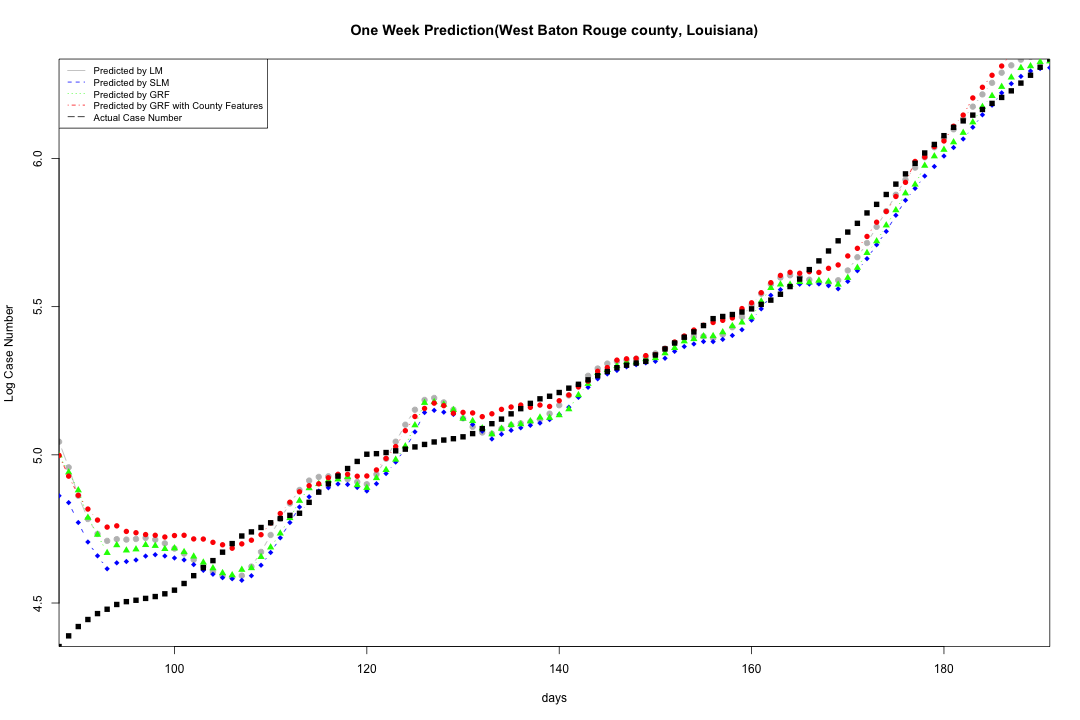 One Week Prediction(West Baton Rouge county, Louisiana)
Predicted by LM
Predicted by SLM
Predicted by GRF
Predicted by GRF with County Features
Actual Case Number
Log Case Number
6.0
5.5
5.0
4.5
100 120 140 160 180
days